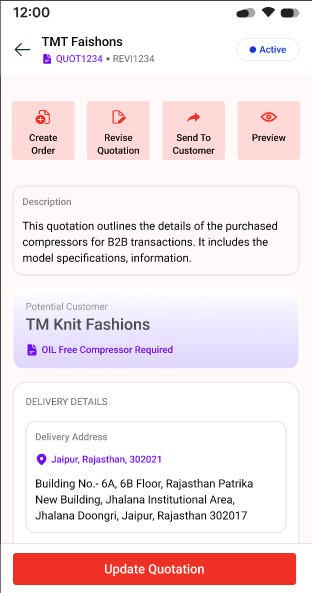 12:00
TMT Faishons
QUOT1234 • REVI1234
Active
Create
Order
Revise
Quotation
Send To
Customer
Preview
Description
This quotation outlines the details of the purchased
compressors for B2B transactions. It includes the
model specifications, information.
Potential Customer
TM Knit Fashions
OIL Free Compressor Required
DELIVERY DETAILS
Delivery Address
Jaipur, Rajasthan, 302021
Building No.- 6A, 6B Floor, Rajasthan Patrika
New Building, Jhalana Institutional Area,
Jhalana Doongri, Jaipur, Rajasthan 302017
Update Quotation